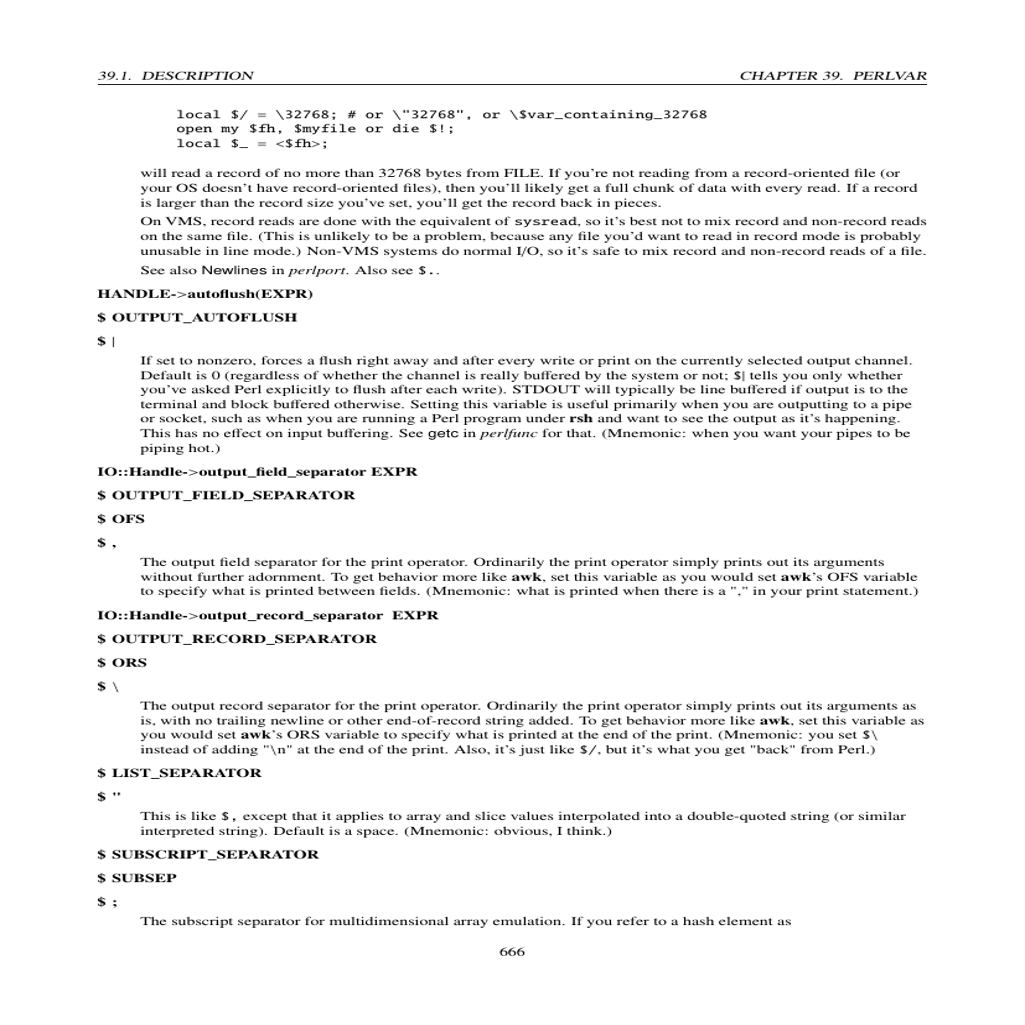 39.1. DESCRIPTION CHAPTER 39. PERLVAR
local $/ = \32768; # or \"32768", or \$var_containing_32768
open my $fh, $myfile or die $!;
local $_ = <$fh>;
will read a record of no more than 32768 bytes from FILE. If you're not reading from a record-oriented file (or
your OS doesn't have record-oriented files), then you'll likely get a full chunk of data with every read. If a record
is larger than the record size you've set, you'll get the record back in pieces.
On VMS, record reads are done with the equivalent of sysread, so it's best not to mix record and non-record reads
on the same file. (This is unlikely to be a problem, because any file you'd want to read in record mode is probably
unusable in line mode.) Non-VMS systems do normal I/O, so it's safe to mix record and non-record reads of a file.
See also Newlines in perlport. Also see $..
HANDLE->autoflush(EXPR)
$ OUTPUT_AUTOFLUSH
$ |
If set to nonzero, forces a flush right away and after every write or print on the currently selected output channel.
Default is 0 (regardless of whether the channel is really buffered by the system or not; $| tells you only whether
you've asked Perl explicitly to flush after each write). STDOUT will typically be line buffered if output is to the
terminal and block buffered otherwise. Setting this variable is useful primarily when you are outputting to a pipe
or socket, such as when you are running a Perl program under rsh and want to see the output as it's happening.
This has no effect on input buffering. See getc in perlfunc for that. (Mnemonic: when you want your pipes to be
piping hot.)
IO::Handle->output_field_separator EXPR
$ OUTPUT_FIELD_SEPARATOR
$ OFS
$ ,
The output field separator for the print operator. Ordinarily the print operator simply prints out its arguments
without further adornment. To get behavior more like awk, set this variable as you would set awk's OFS variable
to specify what is printed between fields. (Mnemonic: what is printed when there is a "," in your print statement.)
IO::Handle->output_record_separator EXPR
$ OUTPUT_RECORD_SEPARATOR
$ ORS
$ \
The output record separator for the print operator. Ordinarily the print operator simply prints out its arguments as
is, with no trailing newline or other end-of-record string added. To get behavior more like awk, set this variable as
you would set awk's ORS variable to specify what is printed at the end of the print. (Mnemonic: you set $\
instead of adding "\n" at the end of the print. Also, it's just like $/, but it's what you get "back" from Perl.)
$ LIST_SEPARATOR
$ "
This is like $, except that it applies to array and slice values interpolated into a double-quoted string (or similar
interpreted string). Default is a space. (Mnemonic: obvious, I think.)
$ SUBSCRIPT_SEPARATOR
$ SUBSEP
$ ;
The subscript separator for multidimensional array emulation. If you refer to a hash element as
666